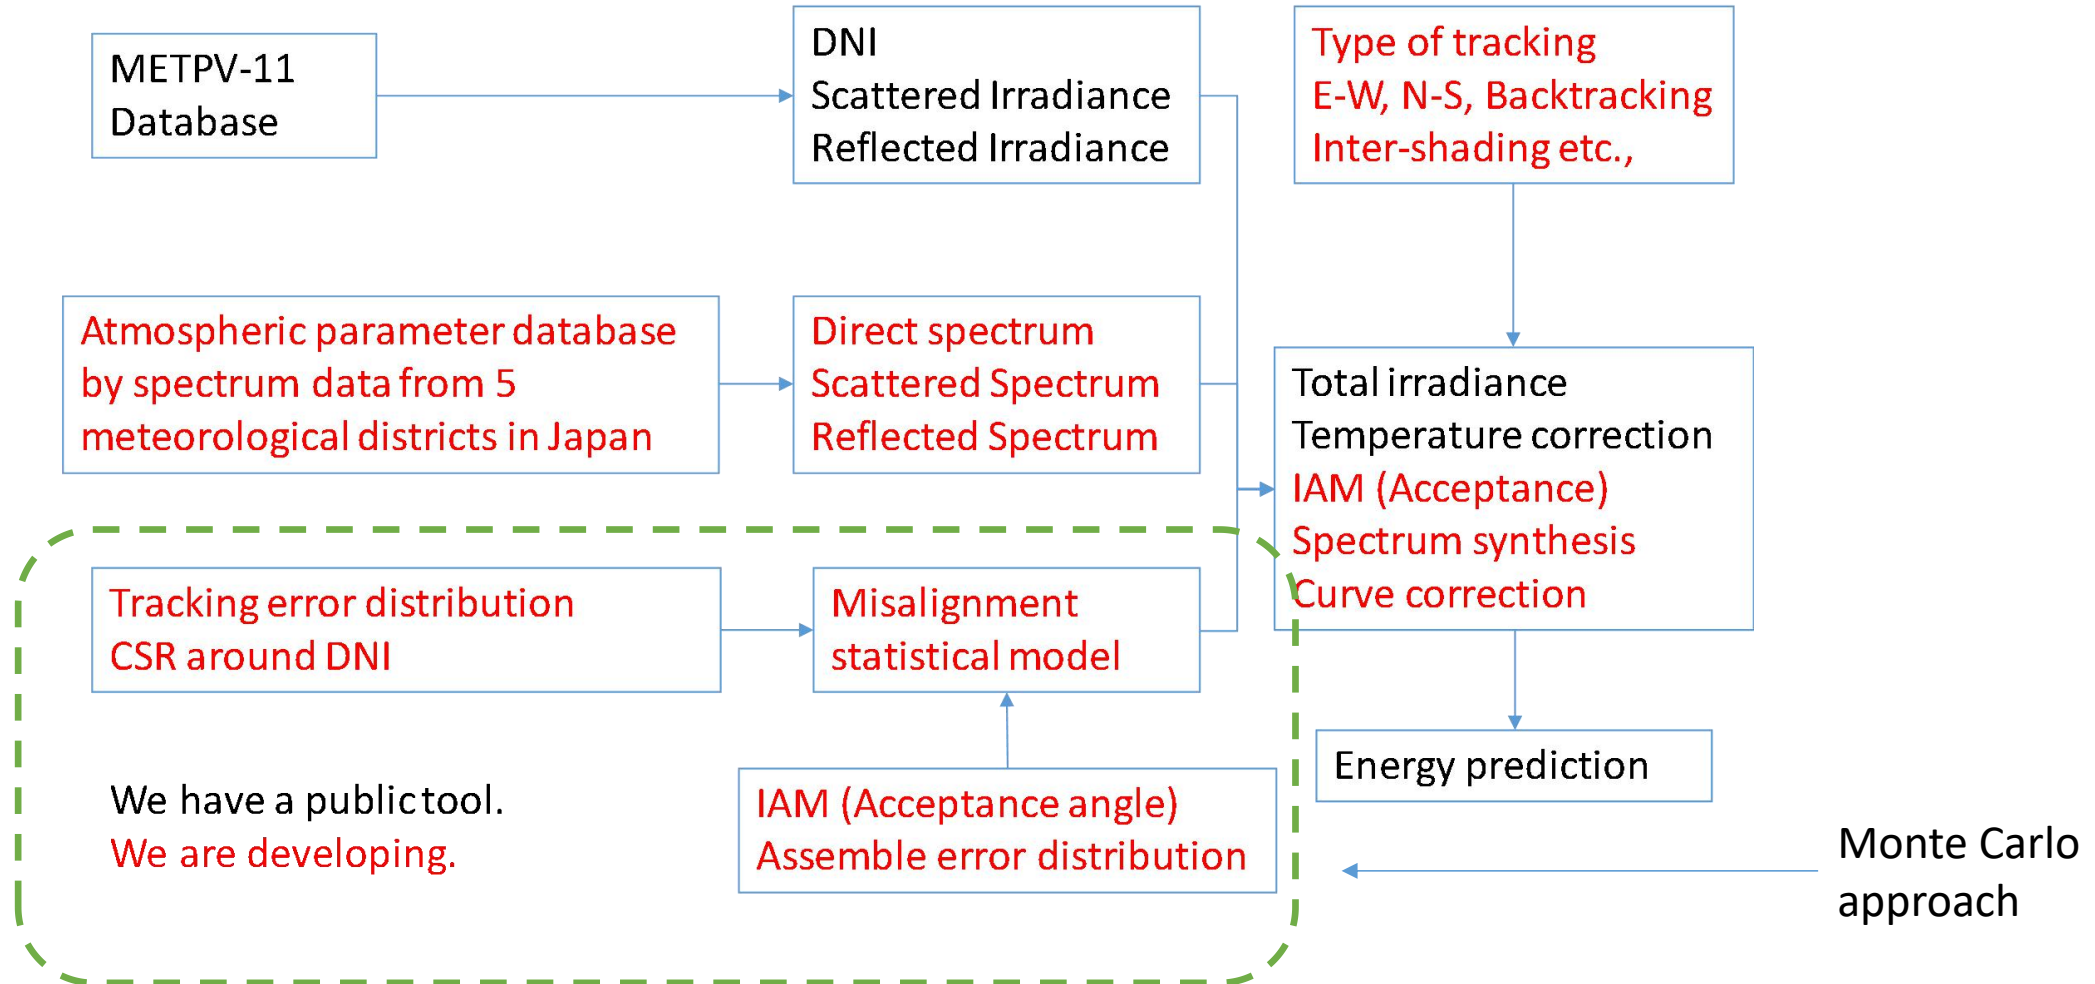 METPV-11
Database
DNI
Scattered Irradiance
Reflected Irradiance
Type of tracking
E-W, N-S, Backtracking
Inter-shading etc.,
Atmospheric parameter database
by spectrum data from 5
meteorological districts in Japan
Direct spectrum
Scattered Spectrum
Reflected Spectrum
Total irradiance
Temperature correction
IAM (Acceptance)
Spectrum synthesis
Curve correction
Tracking error distribution
CSR around DNI
Misalignment
statistical model
We have a public tool.
We are developing.
IAM (Acceptance angle)
Assemble error distribution
Energy prediction
Monte Carlo
approach